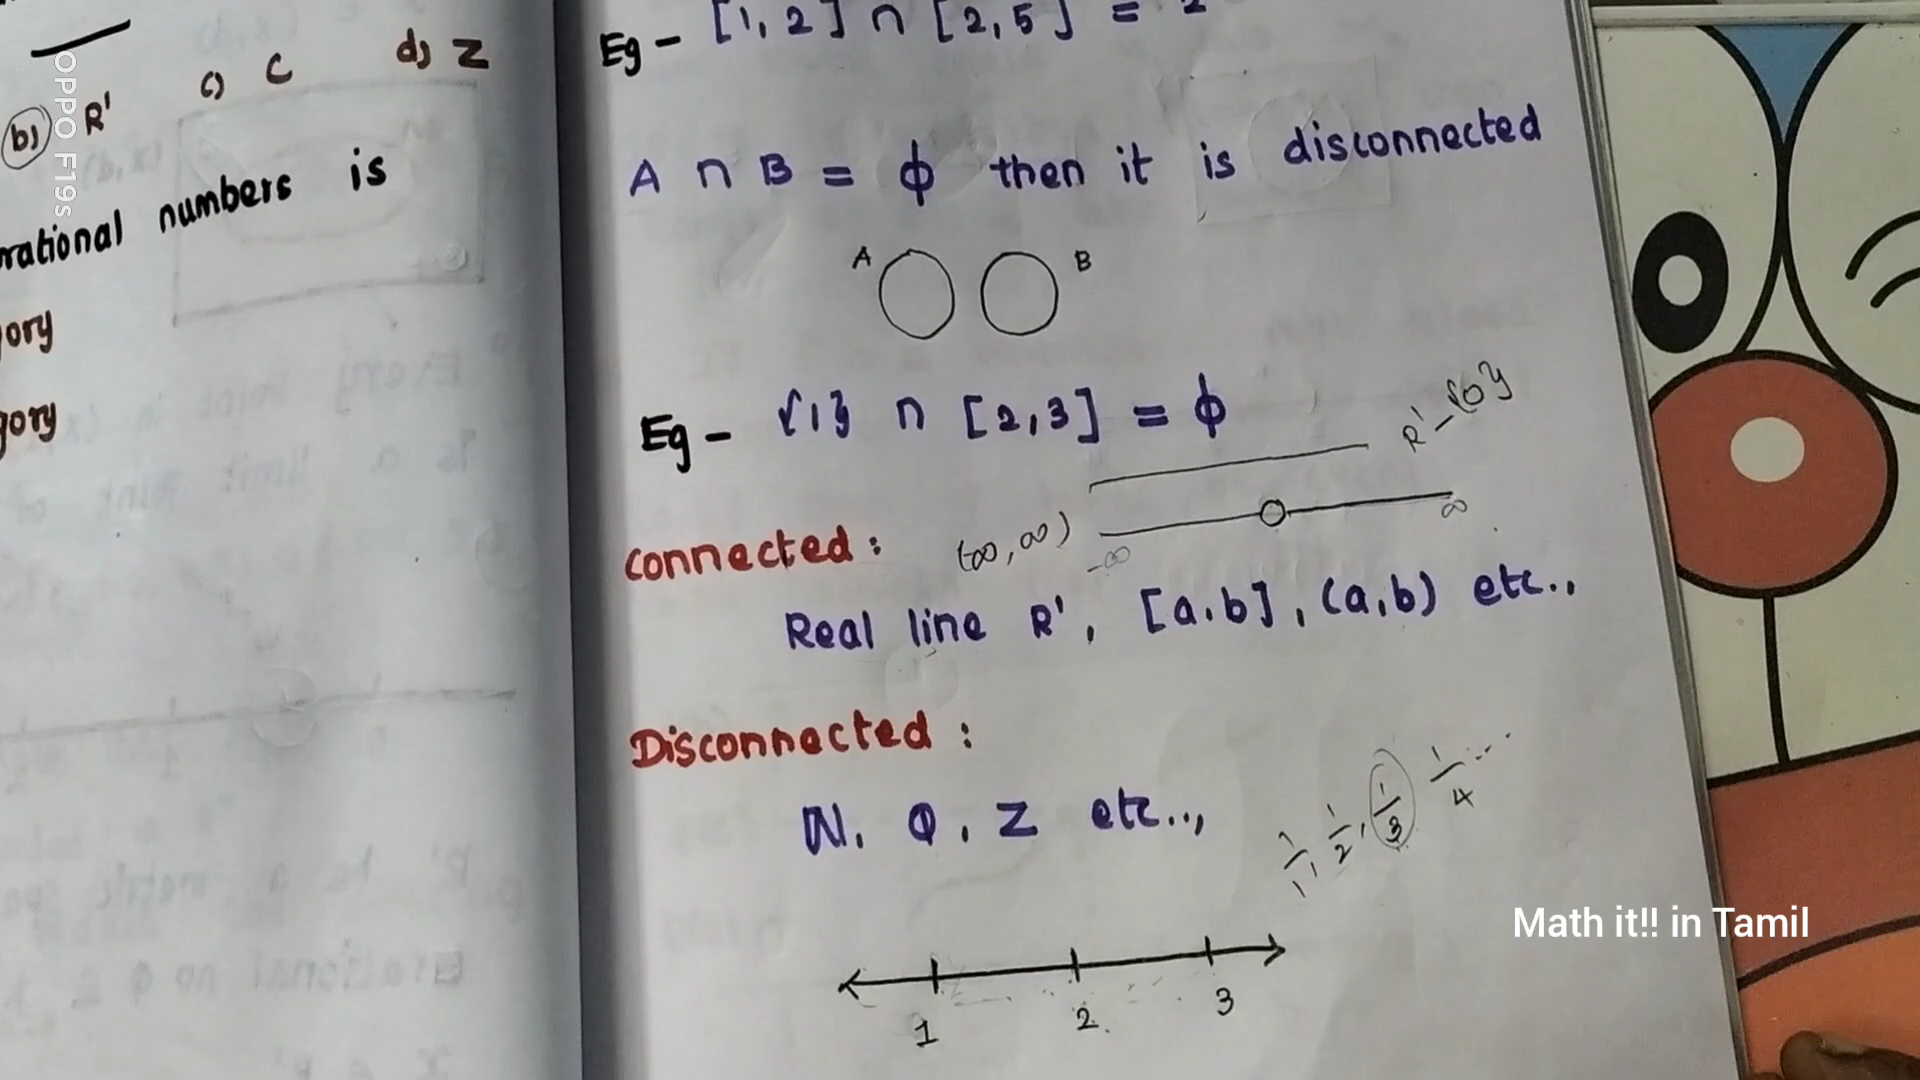 c) C d) Z
b) R'
rational numbers is
ory
gory
Eg - [1, 2] ∩ [2, 5] = 2
A ∩ B = ϕ then it is disconnected
A B
Eg - {1} ∩ [2, 3] = ϕ
R' - {0}
connected: (-∞, ∞)
-∞ ∞
Real line R', [a, b], (a, b) etc..,
Disconnected:
N, Q, Z etc..,
1/1, 1/2, 1/3 1/4 ...
1 2 3
OPPO F19s
Math it!! in Tamil